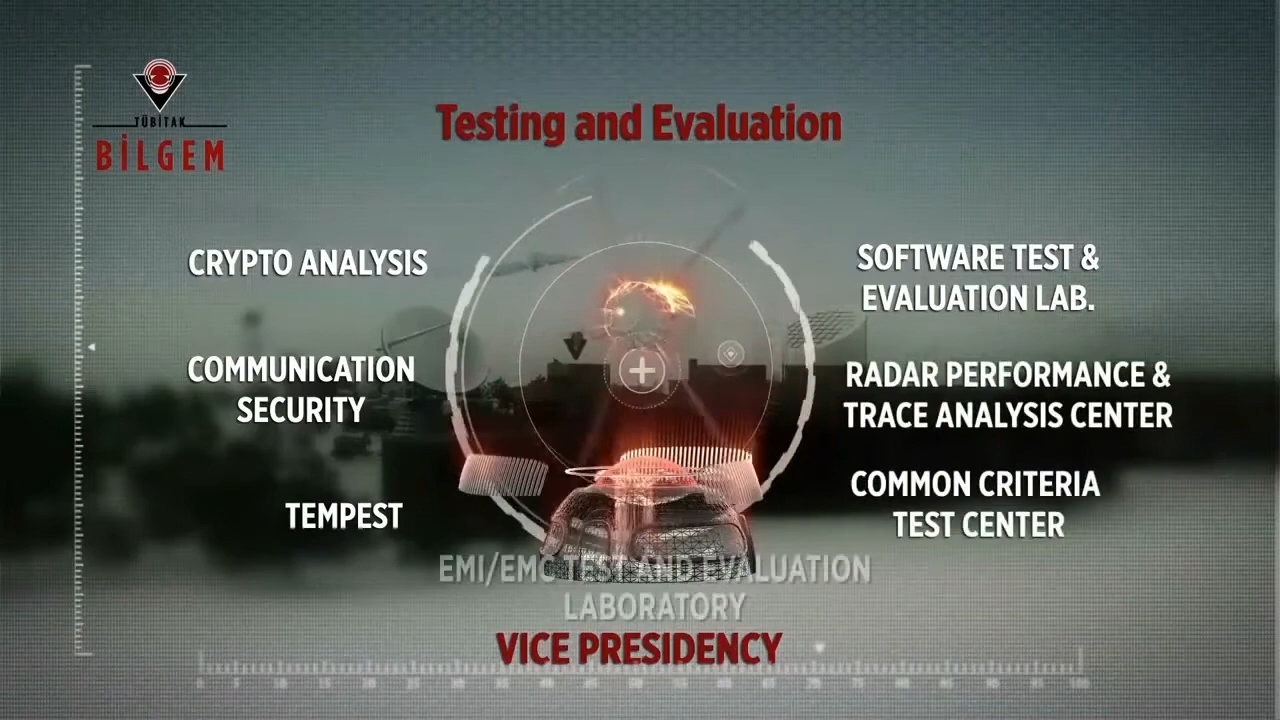 TÜBİTAK
BİLGEM
Testing and Evaluation
CRYPTO ANALYSIS
COMMUNICATION
SECURITY
TEMPEST
SOFTWARE TEST &
EVALUATION LAB.
RADAR PERFORMANCE &
TRACE ANALYSIS CENTER
COMMON CRITERIA
TEST CENTER
EMI/EMC TEST AND EVALUATION
LABORATORY
VICE PRESIDENCY